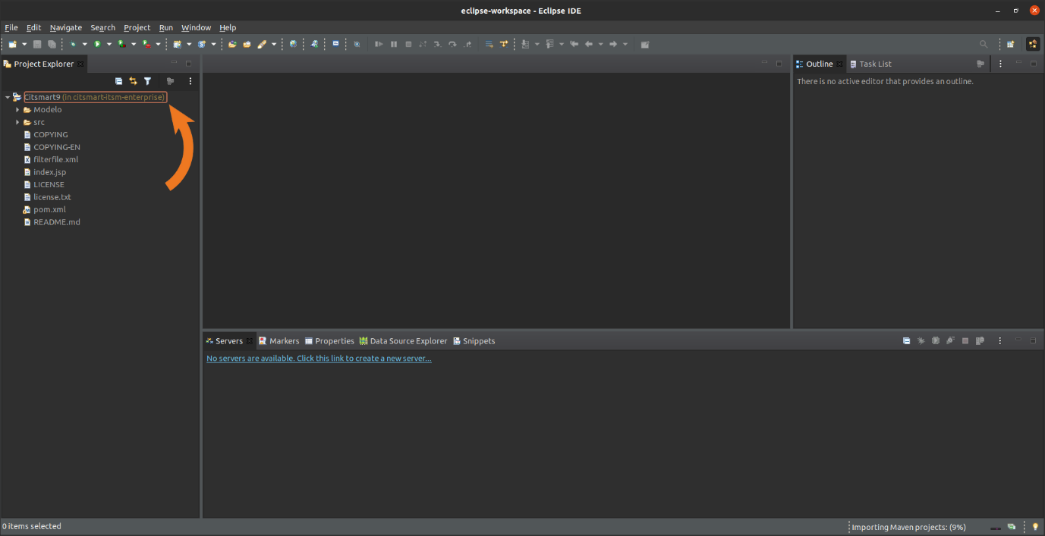 eclipse-workspace - Eclipse IDE
File Edit Navigate Search Project Run Window Help
Project Explorer
Citsmart9 (in citsmart-itsm-enterprise)
Modelo
src
COPYING
COPYING-EN
filterfile.xml
index.jsp
LICENSE
license.txt
pom.xml
README.md
Outline Task List
There is no active editor that provides an outline.
Servers Markers Properties Data Source Explorer Snippets
No servers are available. Click this link to create a new server...
0 items selected
Importing Maven projects: (9%)